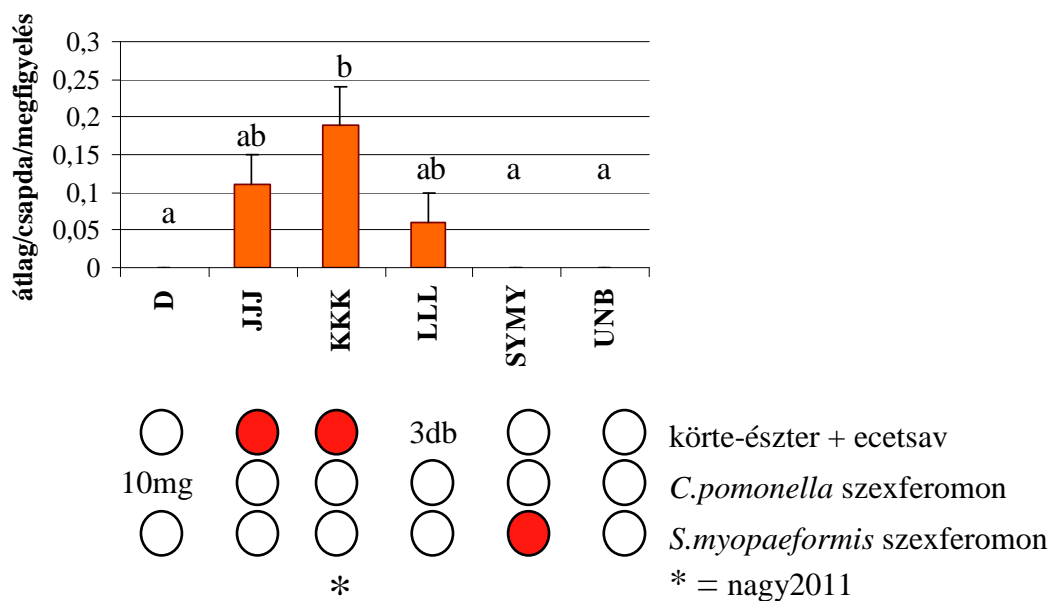 átlag/csapda/megfigyelés
0,3
0,25
0,2
0,15
0,1
0,05
0
a
ab
b
ab
a
a
D
JJJ
KKK
LLL
SYMY
UNB
3db
körte-észter + ecetsav
10mg
C.pomonella szexferomon
S.myopaeformis szexferomon
*
* = nagy2011